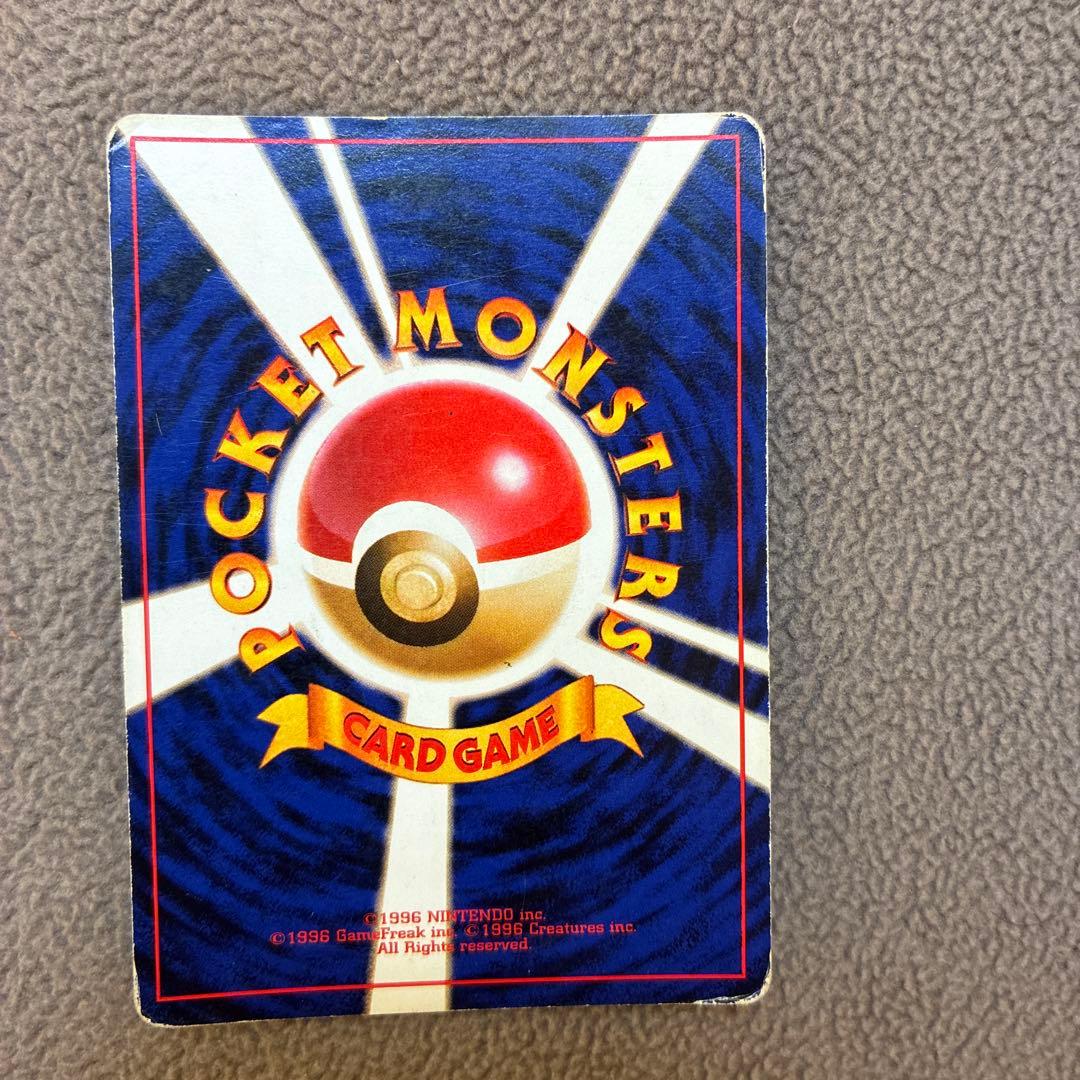 POCKET MONSTERS
CARD GAME
©1996 NINTENDO inc.
©1996 GameFreak inc. ©1996 Creatures inc.
All Rights reserved.